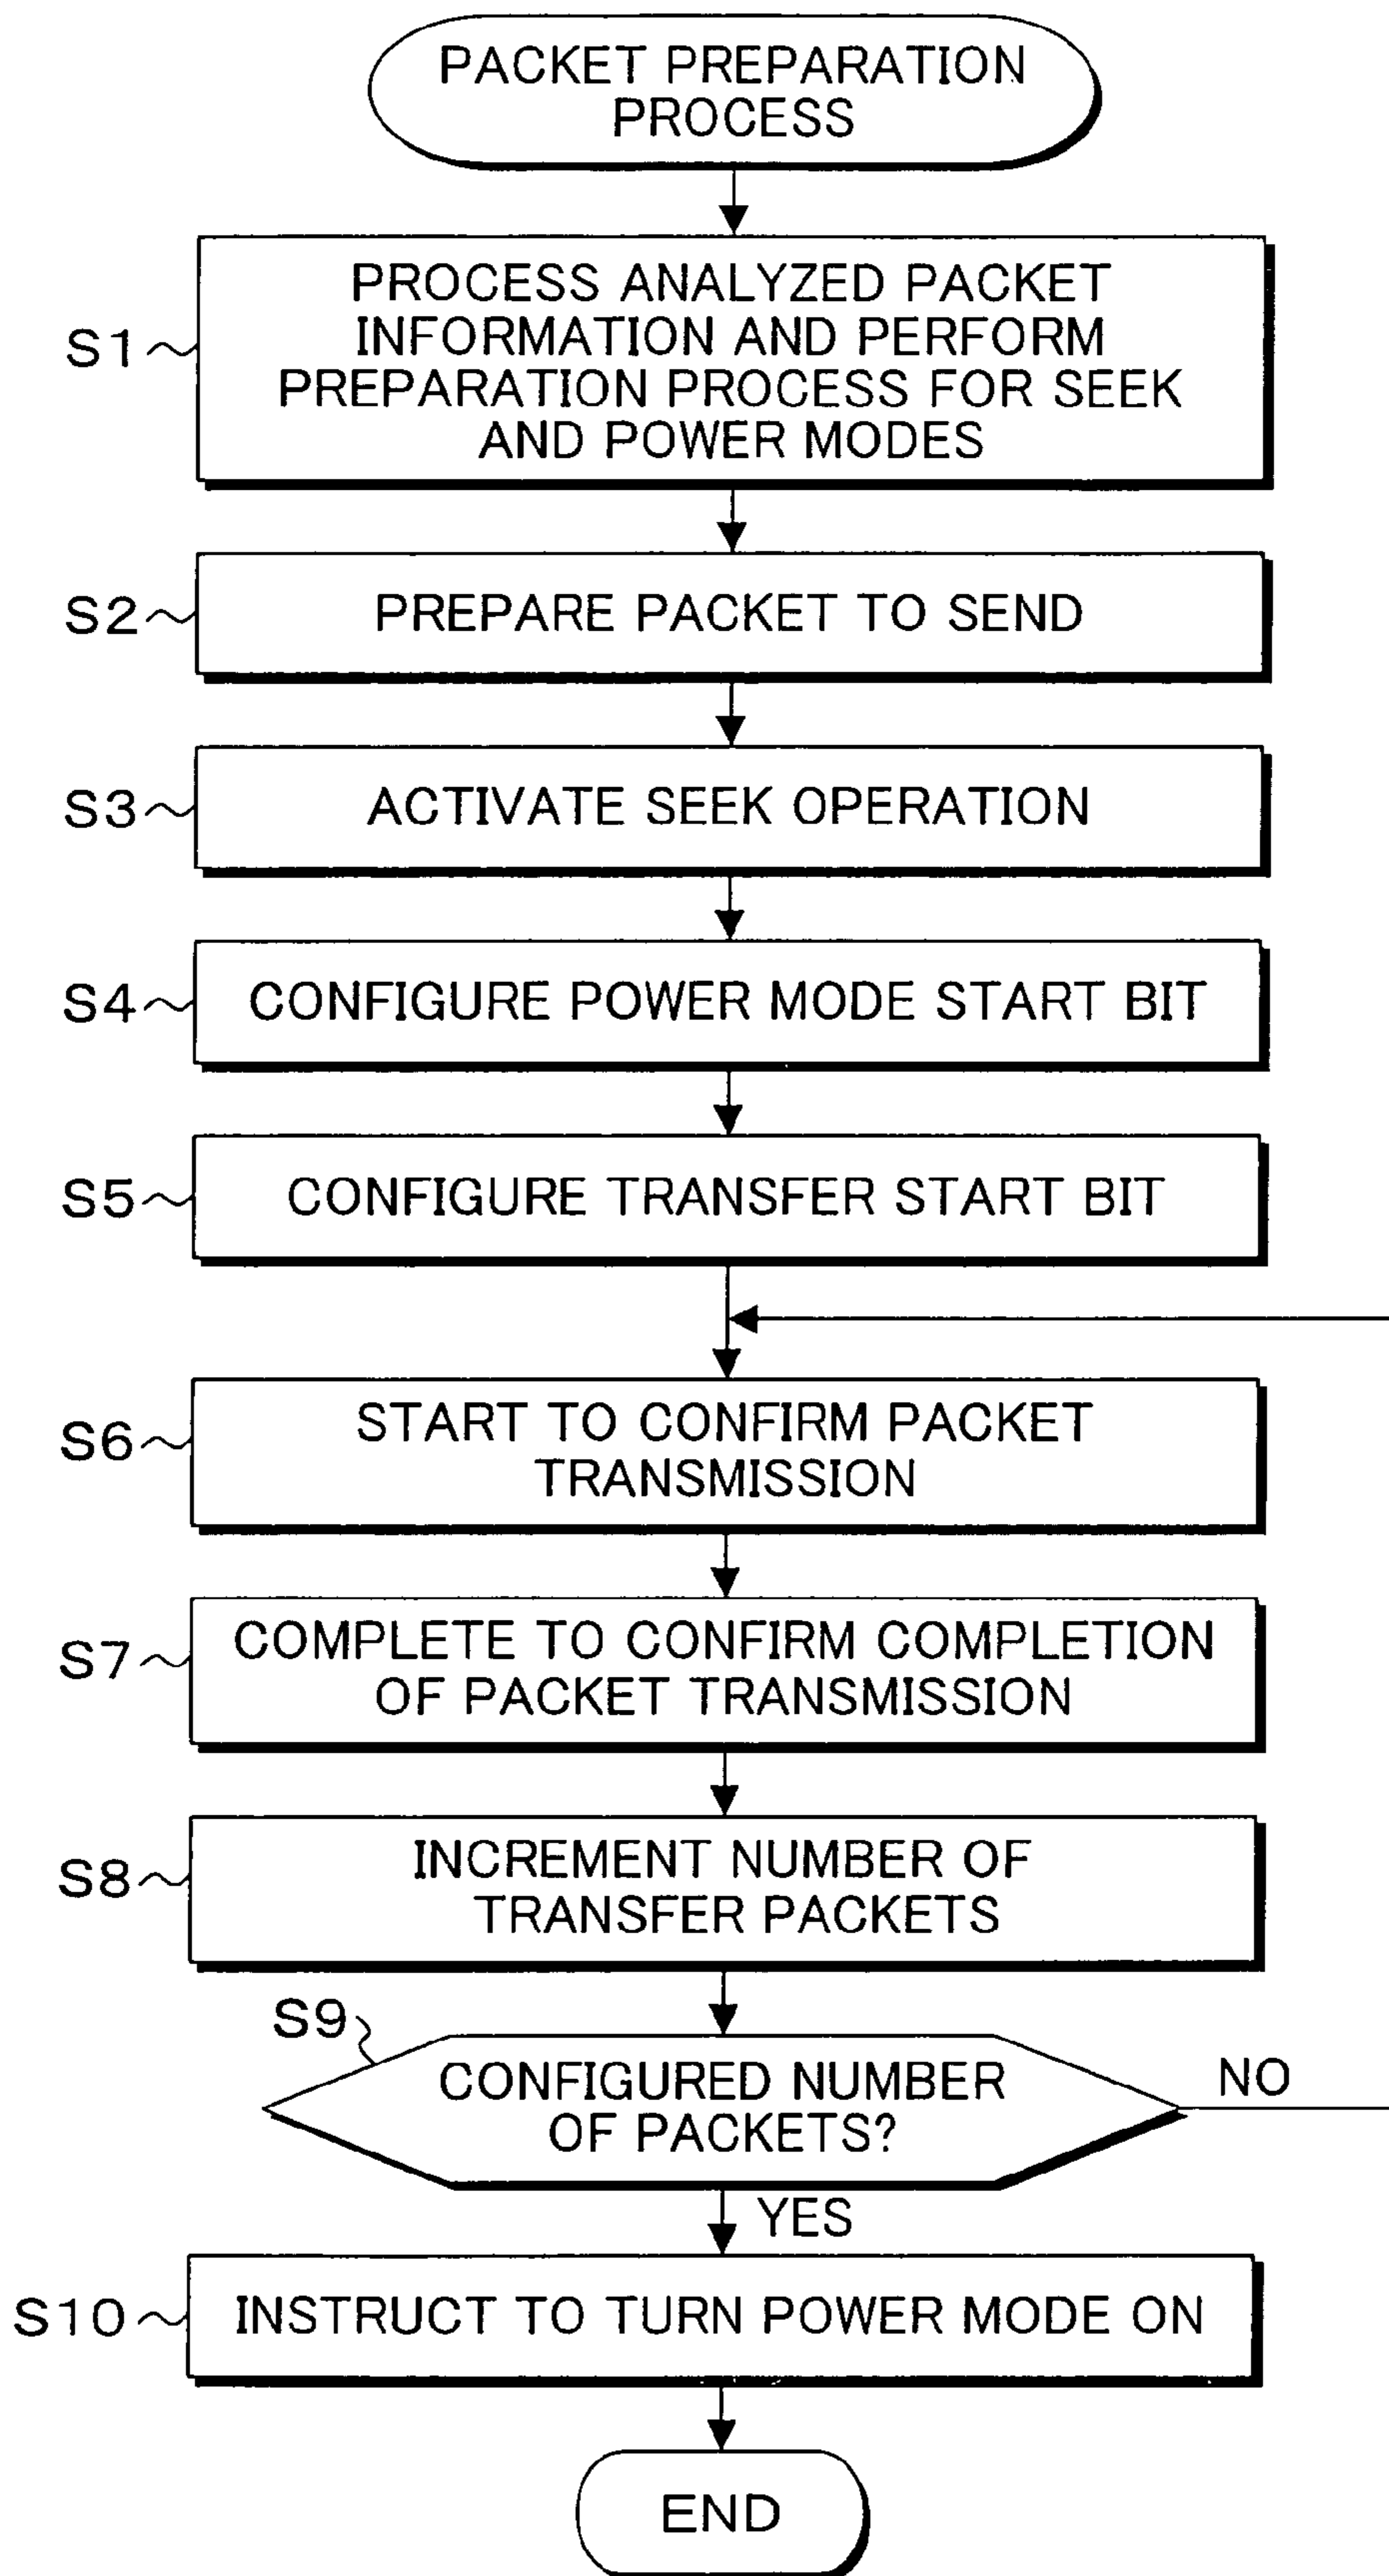 PACKET PREPARATION
PROCESS
S1
PROCESS ANALYZED PACKET
INFORMATION AND PERFORM
PREPARATION PROCESS FOR SEEK
AND POWER MODES
S2
PREPARE PACKET TO SEND
S3
ACTIVATE SEEK OPERATION
S4
CONFIGURE POWER MODE START BIT
S5
CONFIGURE TRANSFER START BIT
S6
START TO CONFIRM PACKET
TRANSMISSION
S7
COMPLETE TO CONFIRM COMPLETION
OF PACKET TRANSMISSION
S8
INCREMENT NUMBER OF
TRANSFER PACKETS
S9
CONFIGURED NUMBER
OF PACKETS?
NO
YES
S10
INSTRUCT TO TURN POWER MODE ON
END